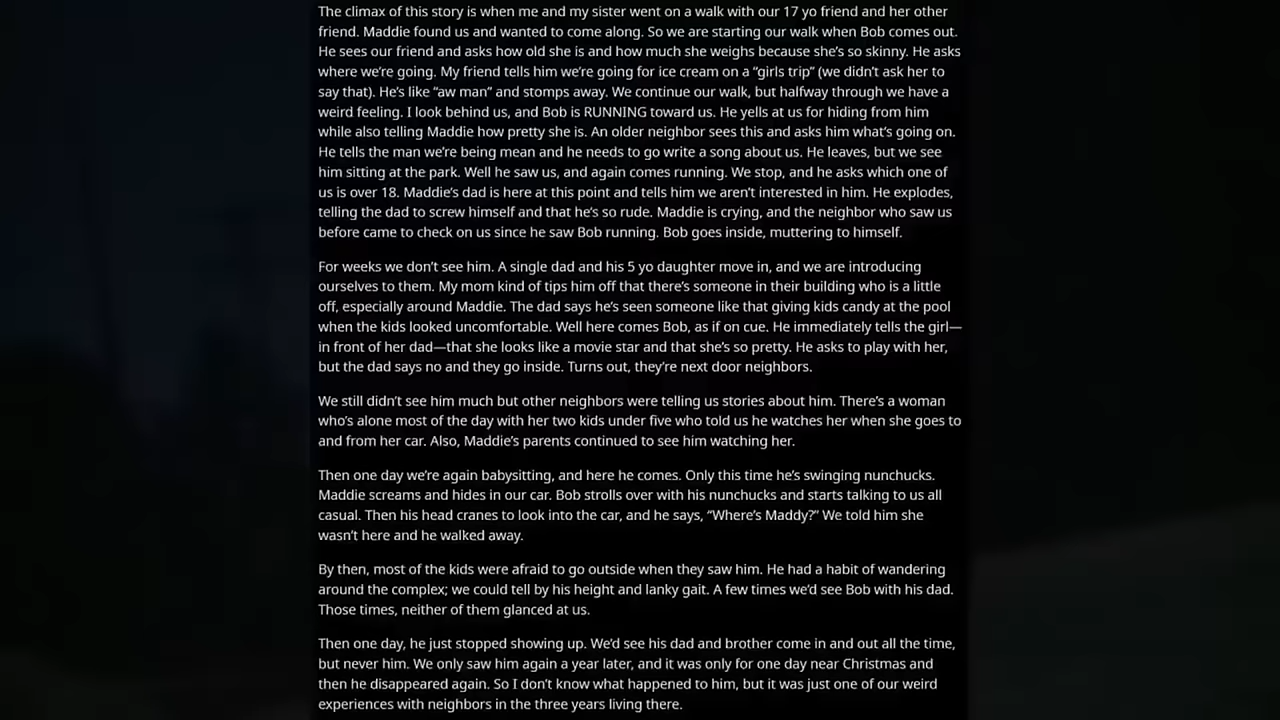 The climax of this story is when me and my sister went on a walk with our 17 yo friend and her other
friend. Maddie found us and wanted to come along. So we are starting our walk when Bob comes out.
He sees our friend and asks how old she is and how much she weighs because she’s so skinny. He asks
where we’re going. My friend tells him we’re going for ice cream on a “girls trip” (we didn’t ask her to
say that). He’s like “aw man” and stomps away. We continue our walk, but halfway through we have a
weird feeling. I look behind us, and Bob is RUNNING toward us. He yells at us for hiding from him
while also telling Maddie how pretty she is. An older neighbor sees this and asks him what’s going on.
He tells the man we’re being mean and he needs to go write a song about us. He leaves, but we see
him sitting at the park. Well he saw us, and again comes running. We stop, and he asks which one of
us is over 18. Maddie’s dad is here at this point and tells him we aren’t interested in him. He explodes,
telling the dad to screw himself and that he’s so rude. Maddie is crying, and the neighbor who saw us
before came to check on us since he saw Bob running. Bob goes inside, muttering to himself.
For weeks we don’t see him. A single dad and his 5 yo daughter move in, and we are introducing
ourselves to them. My mom kind of tips him off that there’s someone in their building who is a little
off, especially around Maddie. The dad says he’s seen someone like that giving kids candy at the pool
when the kids looked uncomfortable. Well here comes Bob, as if on cue. He immediately tells the girl—
in front of her dad—that she looks like a movie star and that she’s so pretty. He asks to play with her,
but the dad says no and they go inside. Turns out, they’re next door neighbors.
We still didn’t see him much but other neighbors were telling us stories about him. There’s a woman
who’s alone most of the day with her two kids under five who told us he watches her when she goes to
and from her car. Also, Maddie’s parents continued to see him watching her.
Then one day we’re again babysitting, and here he comes. Only this time he’s swinging nunchucks.
Maddie screams and hides in our car. Bob strolls over with his nunchucks and starts talking to us all
casual. Then his head cranes to look into the car, and he says, “Where’s Maddy?” We told him she
wasn’t here and he walked away.
By then, most of the kids were afraid to go outside when they saw him. He had a habit of wandering
around the complex; we could tell by his height and lanky gait. A few times we’d see Bob with his dad.
Those times, neither of them glanced at us.
Then one day, he just stopped showing up. We’d see his dad and brother come in and out all the time,
but never him. We only saw him again a year later, and it was only for one day near Christmas and
then he disappeared again. So I don’t know what happened to him, but it was just one of our weird
experiences with neighbors in the three years living there.